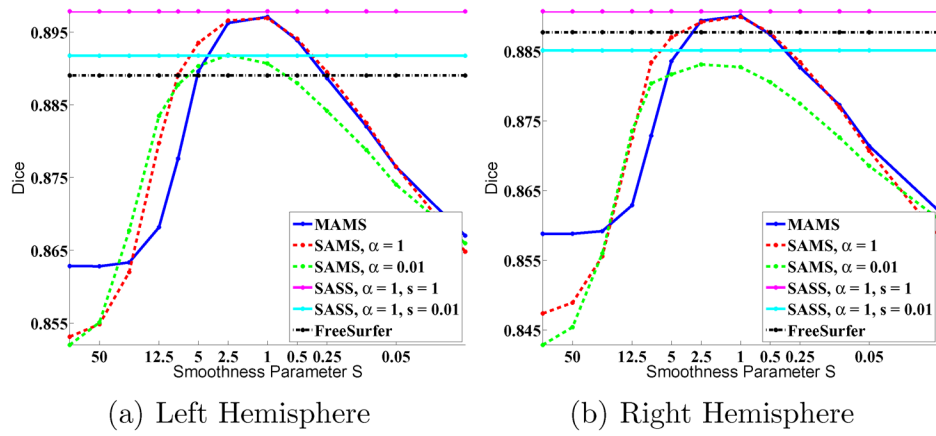 0.895
0.885
0.875
0.865
0.855
Dice
MAMS
SAMS, α = 1
SAMS, α = 0.01
SASS, α = 1, s = 1
SASS, α = 1, s = 0.01
FreeSurfer
50 12.5 5 2.5 1 0.5 0.25 0.05
Smoothness Parameter S
(a) Left Hemisphere
0.885
0.875
0.865
0.855
0.845
Dice
MAMS
SAMS, α = 1
SAMS, α = 0.01
SASS, α = 1, s = 1
SASS, α = 1, s = 0.01
FreeSurfer
50 12.5 5 2.5 1 0.5 0.25 0.05
Smoothness Parameter S
(b) Right Hemisphere